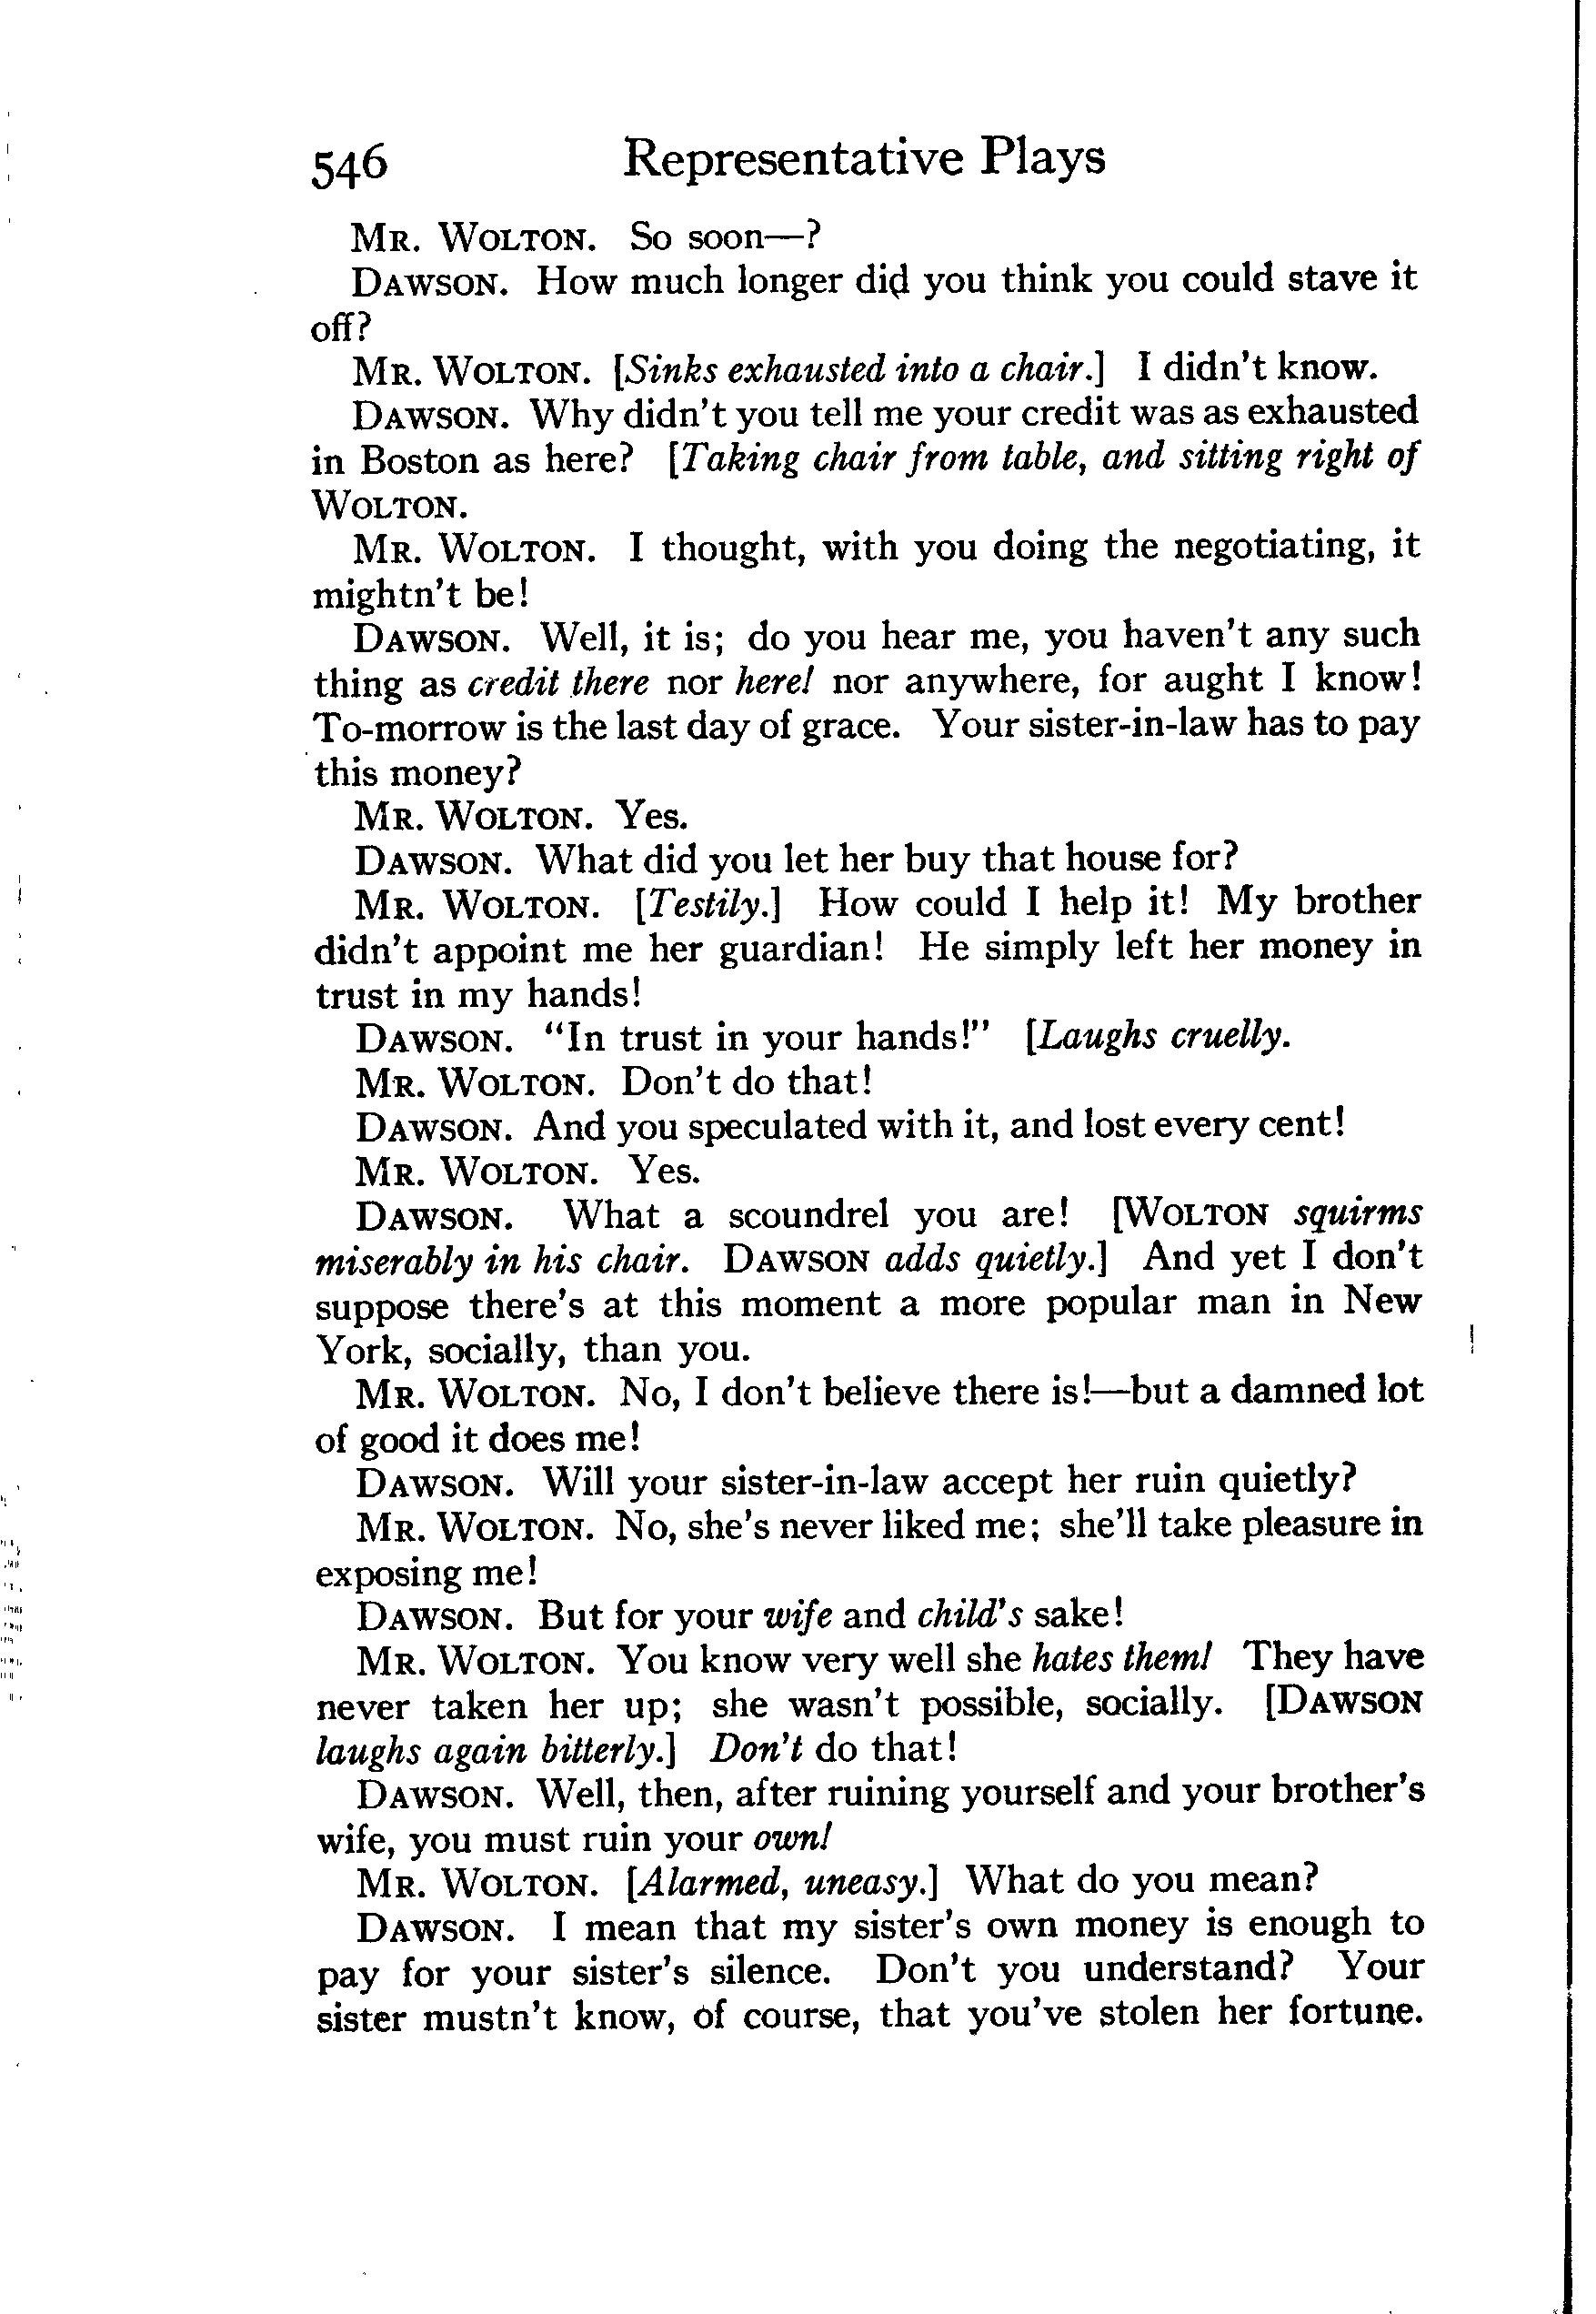 546 Representative Plays
MR. WOLTON. So soon—?
DAWSON. How much longer did you think you could stave it
off?
MR. WOLTON. [Sinks exhausted into a chair.] I didn't know.
DAWSON. Why didn't you tell me your credit was as exhausted
in Boston as here? [Taking chair from table, and sitting right of
WOLTON.
MR. WOLTON. I thought, with you doing the negotiating, it
mightn't be!
DAWSON. Well, it is; do you hear me, you haven't any such
thing as credit there nor here! nor anywhere, for aught I know!
To-morrow is the last day of grace. Your sister-in-law has to pay
this money?
MR. WOLTON. Yes.
DAWSON. What did you let her buy that house for?
MR. WOLTON. [Testily.] How could I help it! My brother
didn't appoint me her guardian! He simply left her money in
trust in my hands!
DAWSON. "In trust in your hands!" [Laughs cruelly.
MR. WOLTON. Don't do that!
DAWSON. And you speculated with it, and lost every cent!
MR. WOLTON. Yes.
DAWSON. What a scoundrel you are! [WOLTON squirms
miserably in his chair. DAWSON adds quietly.] And yet I don't
suppose there's at this moment a more popular man in New
York, socially, than you.
MR. WOLTON. No, I don't believe there is!—but a damned lot
of good it does me!
DAWSON. Will your sister-in-law accept her ruin quietly?
MR. WOLTON. No, she's never liked me; she'll take pleasure in
exposing me!
DAWSON. But for your wife and child's sake!
MR. WOLTON. You know very well she hates them! They have
never taken her up; she wasn't possible, socially. [DAWSON
laughs again bitterly.] Don't do that!
DAWSON. Well, then, after ruining yourself and your brother's
wife, you must ruin your own!
MR. WOLTON. [Alarmed, uneasy.] What do you mean?
DAWSON. I mean that my sister's own money is enough to
pay for your sister's silence. Don't you understand? Your
sister mustn't know, of course, that you've stolen her fortune.